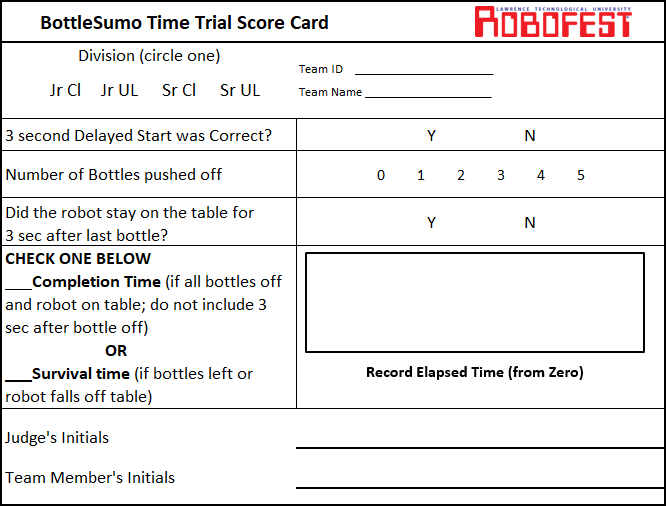 BottleSumo Time Trial Score Card
LAWRENCE TECHNOLOGICAL UNIVERSITY
ROBOFEST
Division (circle one)
Jr Cl Jr UL Sr Cl Sr UL
Team ID ____________________
Team Name ____________________
3 second Delayed Start was Correct?
Y N
Number of Bottles pushed off
0 1 2 3 4 5
Did the robot stay on the table for
3 sec after last bottle?
Y N
CHECK ONE BELOW
___Completion Time (if all bottles off
and robot on table; do not include 3
sec after bottle off)
OR
___Survival time (if bottles left or
robot falls off table)
Record Elapsed Time (from Zero)
Judge's Initials
Team Member's Initials